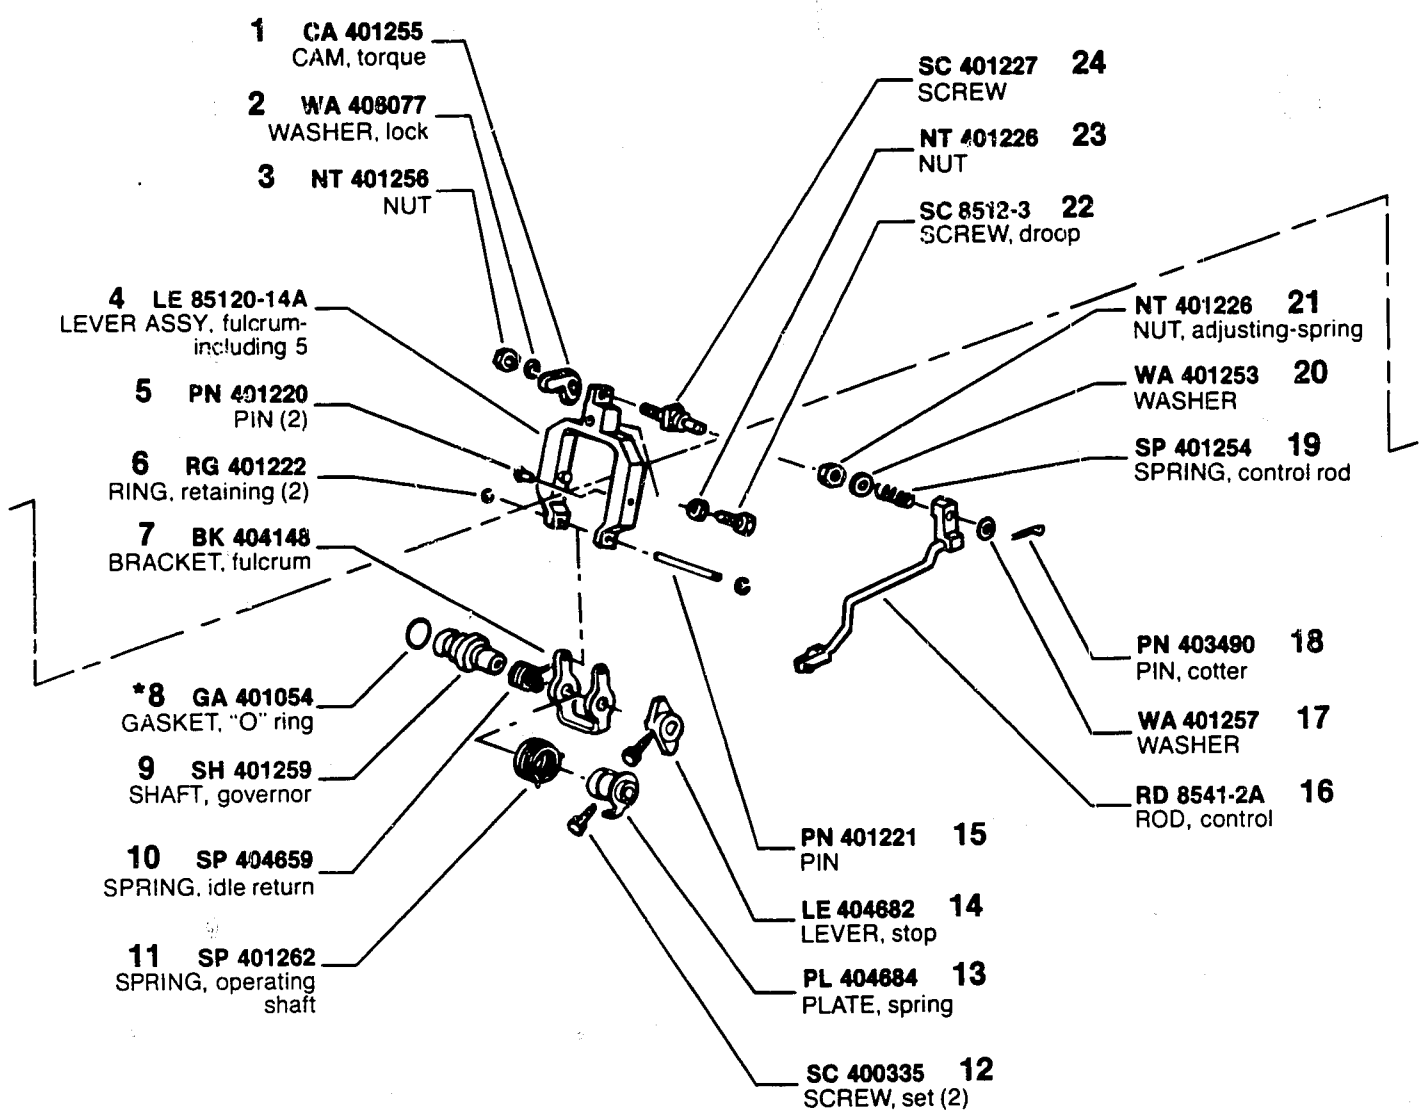 1 CA 401255
CAM, torque
2 WA 406077
WASHER, lock
3 NT 401256
NUT
4 LE 85120-14A
LEVER ASSY, fulcrum-
including 5
5 PN 401220
PIN (2)
6 RG 401222
RING, retaining (2)
7 BK 404148
BRACKET, fulcrum
*8 GA 401054
GASKET, "O" ring
9 SH 401259
SHAFT, governor
10 SP 404659
SPRING, idle return
11 SP 401262
SPRING, operating
shaft
SC 401227 24
SCREW
NT 401226 23
NUT
SC 8512-3 22
SCREW, droop
NT 401226 21
NUT, adjusting-spring
WA 401253 20
WASHER
SP 401254 19
SPRING, control rod
PN 403490 18
PIN, cotter
WA 401257 17
WASHER
RD 8541-2A 16
ROD, control
PN 401221 15
PIN
LE 404682 14
LEVER, stop
PL 404684 13
PLATE, spring
SC 400335 12
SCREW, set (2)